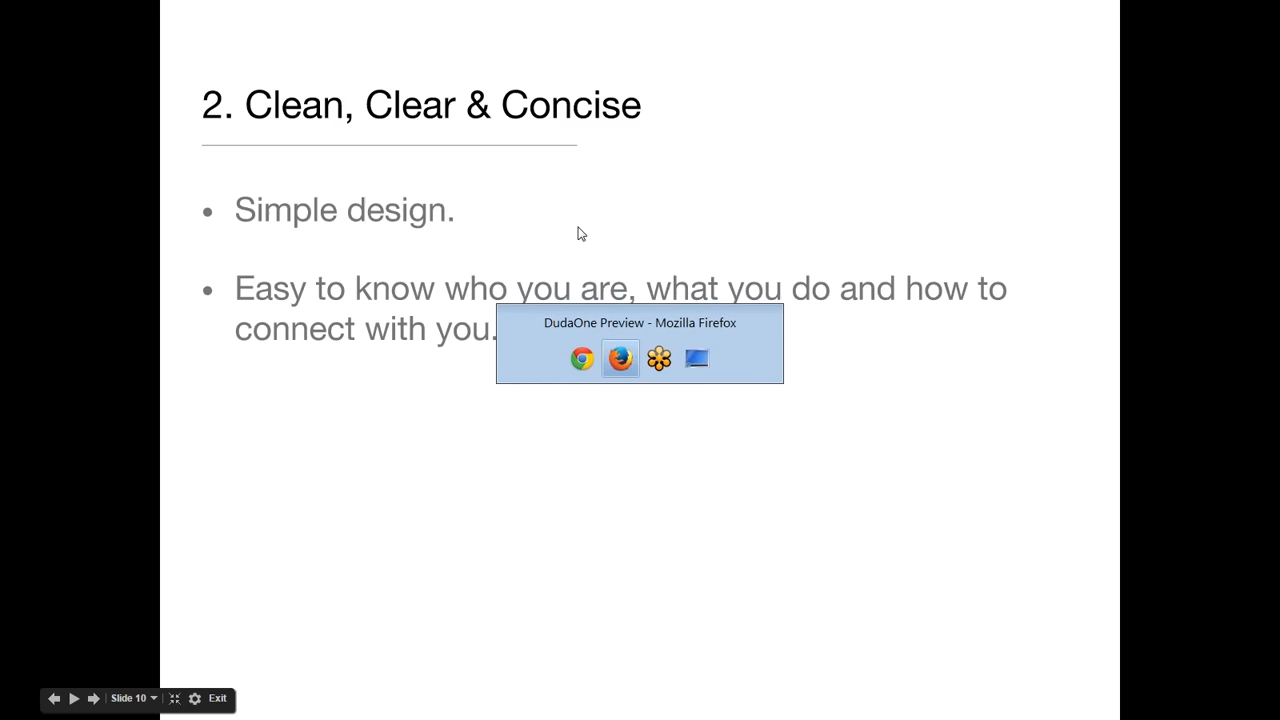 2. Clean, Clear & Concise
• Simple design.
• Easy to know who you are, what you do and how to
connect with you.
DudaOne Preview - Mozilla Firefox
Slide 10
Exit